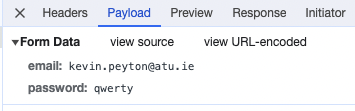 Headers Payload Preview Response Initiator
Form Data view source view URL-encoded
email: kevin.peyton@atu.ie
password: qwerty